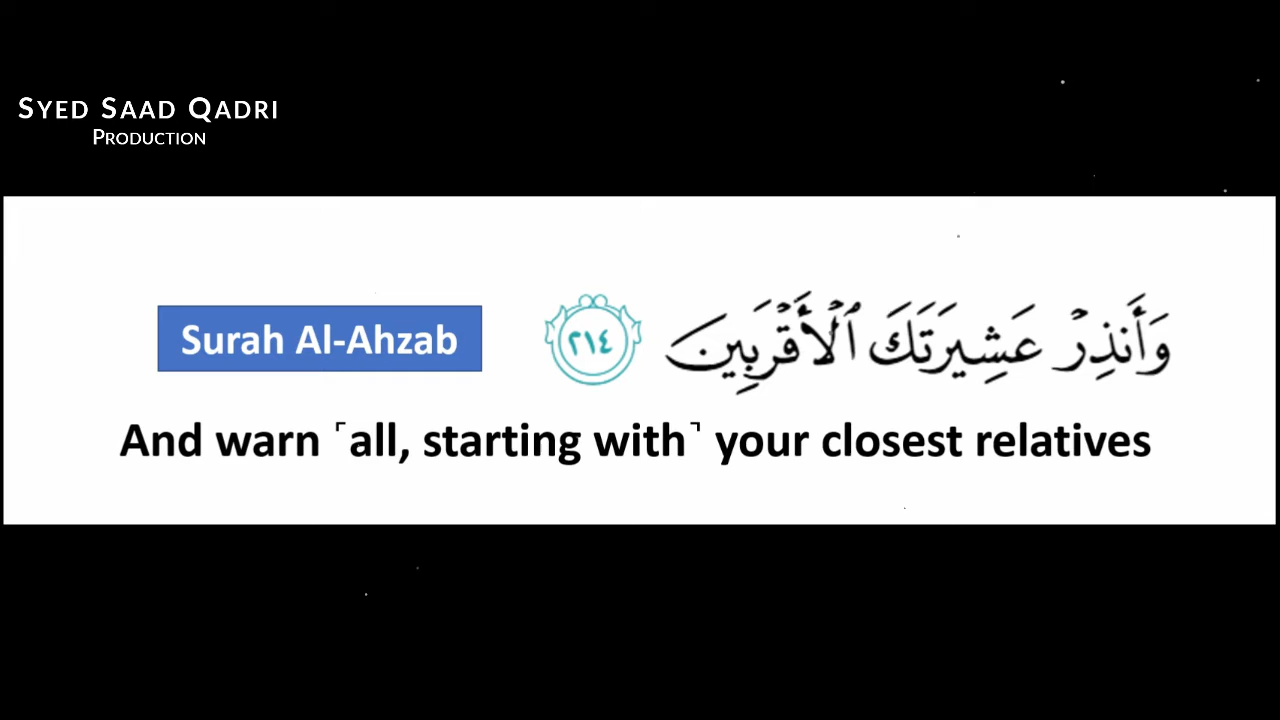 SYED SAAD QADRI
PRODUCTION
Surah Al-Ahzab
وَأَنذِرْ عَشِيرَتَكَ ٱلْأَقْرَبِينَ ٢١٤
And warn ˹all, starting with˺ your closest relatives